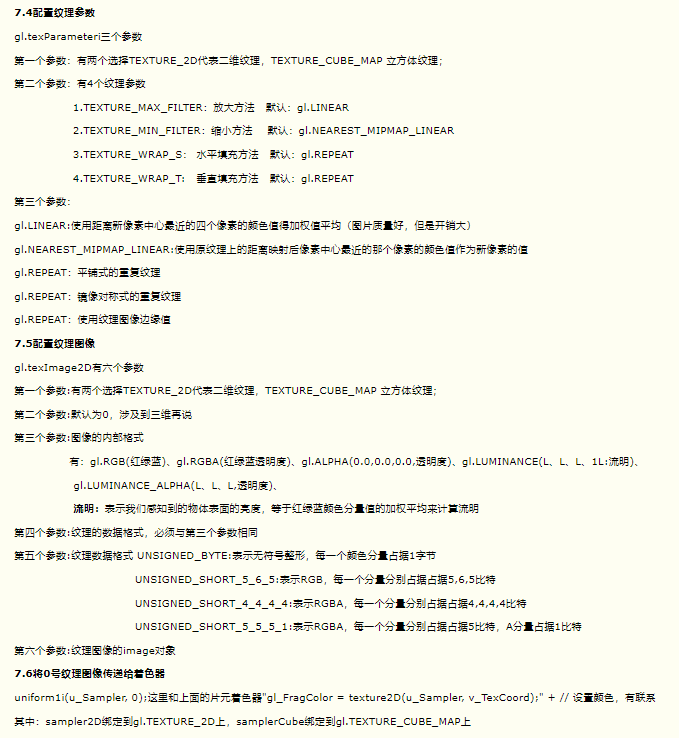 7.4配置纹理参数
gl.texParameteri三个参数
第一个参数：有两个选择TEXTURE_2D代表二维纹理，TEXTURE_CUBE_MAP 立方体纹理；
第二个参数：有4个纹理参数
1.TEXTURE_MAX_FILTER：放大方法 默认：gl.LINEAR
2.TEXTURE_MIN_FILTER：缩小方法 默认：gl.NEAREST_MIPMAP_LINEAR
3.TEXTURE_WRAP_S： 水平填充方法 默认：gl.REPEAT
4.TEXTURE_WRAP_T： 垂直填充方法 默认：gl.REPEAT
第三个参数：
gl.LINEAR:使用距离新像素中心最近的四个像素的颜色值得加权值平均（图片质量好，但是开销大）
gl.NEAREST_MIPMAP_LINEAR:使用原纹理上的距离映射后像素中心最近的那个像素的颜色值作为新像素的值
gl.REPEAT：平铺式的重复纹理
gl.REPEAT：镜像对称式的重复纹理
gl.REPEAT：使用纹理图像边缘值
7.5配置纹理图像
gl.texImage2D有六个参数
第一个参数:有两个选择TEXTURE_2D代表二维纹理，TEXTURE_CUBE_MAP 立方体纹理；
第二个参数:默认为0，涉及到三维再说
第三个参数:图像的内部格式
有：gl.RGB(红绿蓝)、gl.RGBA(红绿蓝透明度)、gl.ALPHA(0.0,0.0,0.0,透明度)、gl.LUMINANCE(L、L、L、1L:流明)、
gl.LUMINANCE_ALPHA(L、L、L,透明度)、
流明：表示我们感知到的物体表面的亮度，等于红绿蓝颜色分量值的加权平均来计算流明
第四个参数:纹理的数据格式，必须与第三个参数相同
第五个参数:纹理数据格式 UNSIGNED_BYTE:表示无符号整形，每一个颜色分量占据1字节
UNSIGNED_SHORT_5_6_5:表示RGB，每一个分量分别占据占据5,6,5比特
UNSIGNED_SHORT_4_4_4_4:表示RGBA，每一个分量分别占据占据4,4,4,4比特
UNSIGNED_SHORT_5_5_5_1:表示RGBA，每一个分量分别占据占据5比特，A分量占据1比特
第六个参数:纹理图像的image对象
7.6将0号纹理图像传递给着色器
uniform1i(u_Sampler, 0);这里和上面的片元着色器"gl_FragColor = texture2D(u_Sampler, v_TexCoord);" + // 设置颜色，有联系
其中：sampler2D绑定到gl.TEXTURE_2D上，samplerCube绑定到gl.TEXTURE_CUBE_MAP上